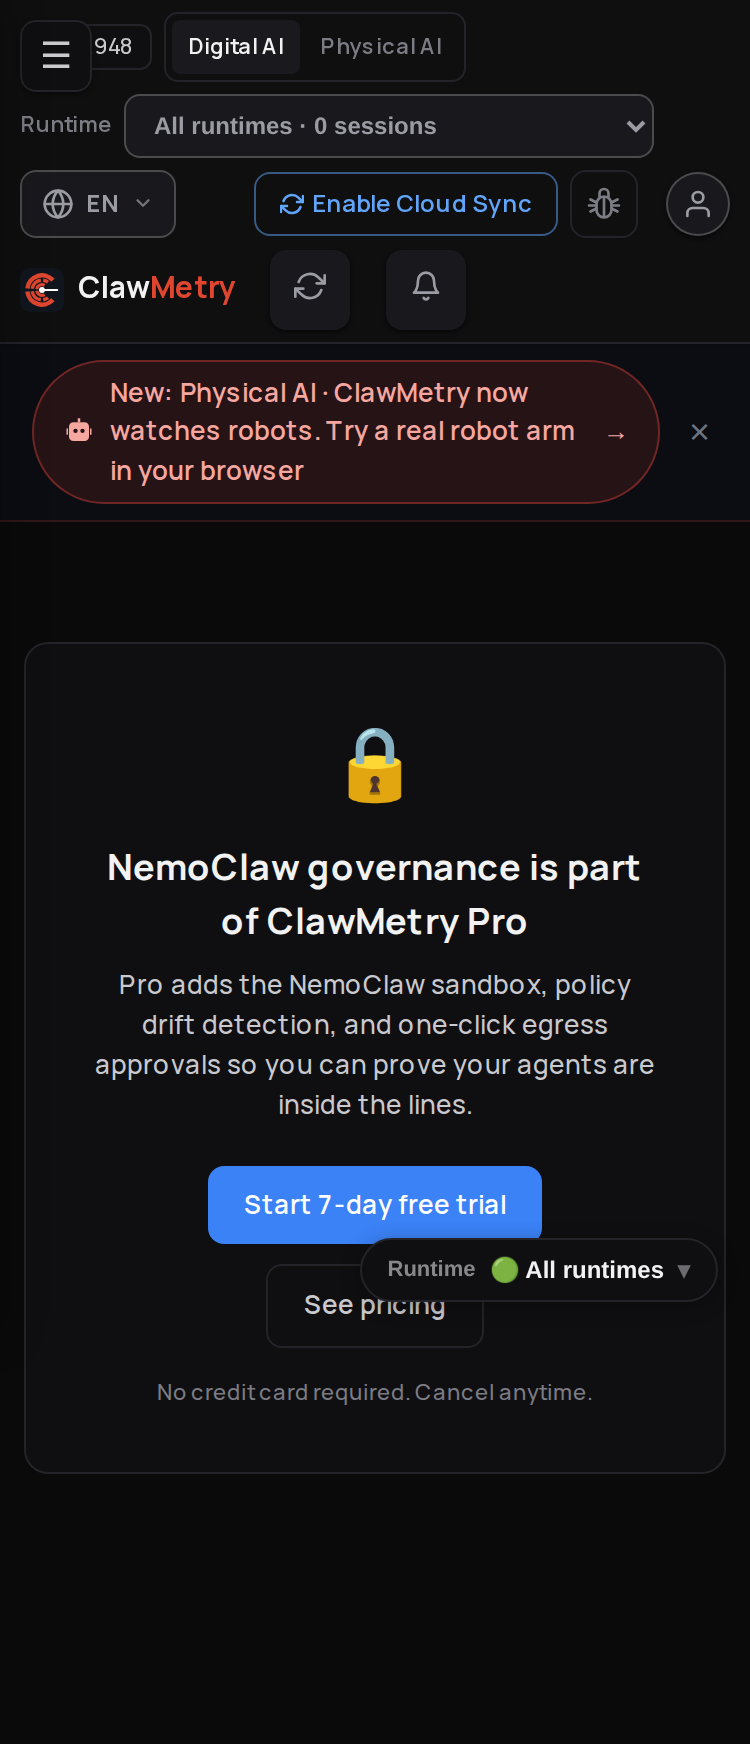 948
Digital AI
Physical AI
Runtime
All runtimes · 0 sessions
EN
Enable Cloud Sync
ClawMetry
New: Physical AI · ClawMetry now
watches robots. Try a real robot arm →
in your browser
NemoClaw governance is part
of ClawMetry Pro
Pro adds the NemoClaw sandbox, policy
drift detection, and one-click egress
approvals so you can prove your agents are
inside the lines.
Start 7-day free trial
Runtime All runtimes ▼
See pricing
No credit card required. Cancel anytime.